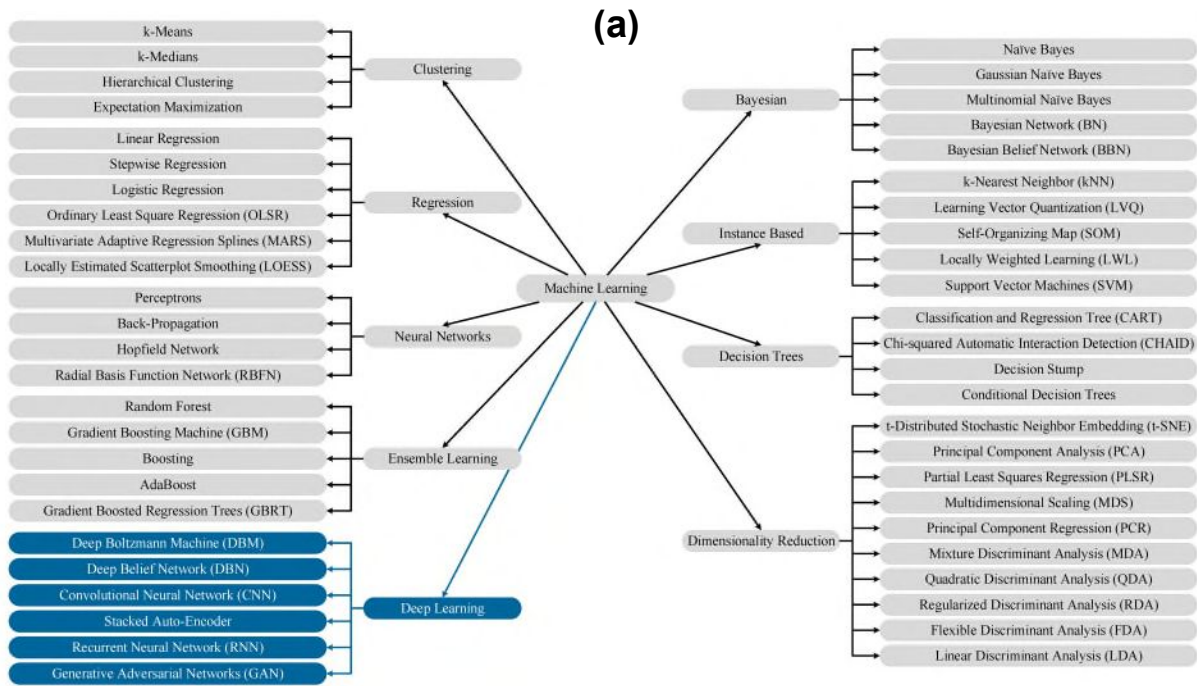 (a)
k-Means
k-Medians
Hierarchical Clustering
Expectation Maximization
Clustering
Linear Regression
Stepwise Regression
Logistic Regression
Ordinary Least Square Regression (OLSR)
Multivariate Adaptive Regression Splines (MARS)
Locally Estimated Scatterplot Smoothing (LOESS)
Regression
Perceptrons
Back-Propagation
Hopfield Network
Radial Basis Function Network (RBFN)
Neural Networks
Random Forest
Gradient Boosting Machine (GBM)
Boosting
AdaBoost
Gradient Boosted Regression Trees (GBRT)
Ensemble Learning
Deep Boltzmann Machine (DBM)
Deep Belief Network (DBN)
Convolutional Neural Network (CNN)
Stacked Auto-Encoder
Recurrent Neural Network (RNN)
Generative Adversarial Networks (GAN)
Deep Learning
Machine Learning
Bayesian
Naïve Bayes
Gaussian Naïve Bayes
Multinomial Naïve Bayes
Bayesian Network (BN)
Bayesian Belief Network (BBN)
Instance Based
k-Nearest Neighbor (kNN)
Learning Vector Quantization (LVQ)
Self-Organizing Map (SOM)
Locally Weighted Learning (LWL)
Support Vector Machines (SVM)
Decision Trees
Classification and Regression Tree (CART)
Chi-squared Automatic Interaction Detection (CHAID)
Decision Stump
Conditional Decision Trees
Dimensionality Reduction
t-Distributed Stochastic Neighbor Embedding (t-SNE)
Principal Component Analysis (PCA)
Partial Least Squares Regression (PLSR)
Multidimensional Scaling (MDS)
Principal Component Regression (PCR)
Mixture Discriminant Analysis (MDA)
Quadratic Discriminant Analysis (QDA)
Regularized Discriminant Analysis (RDA)
Flexible Discriminant Analysis (FDA)
Linear Discriminant Analysis (LDA)